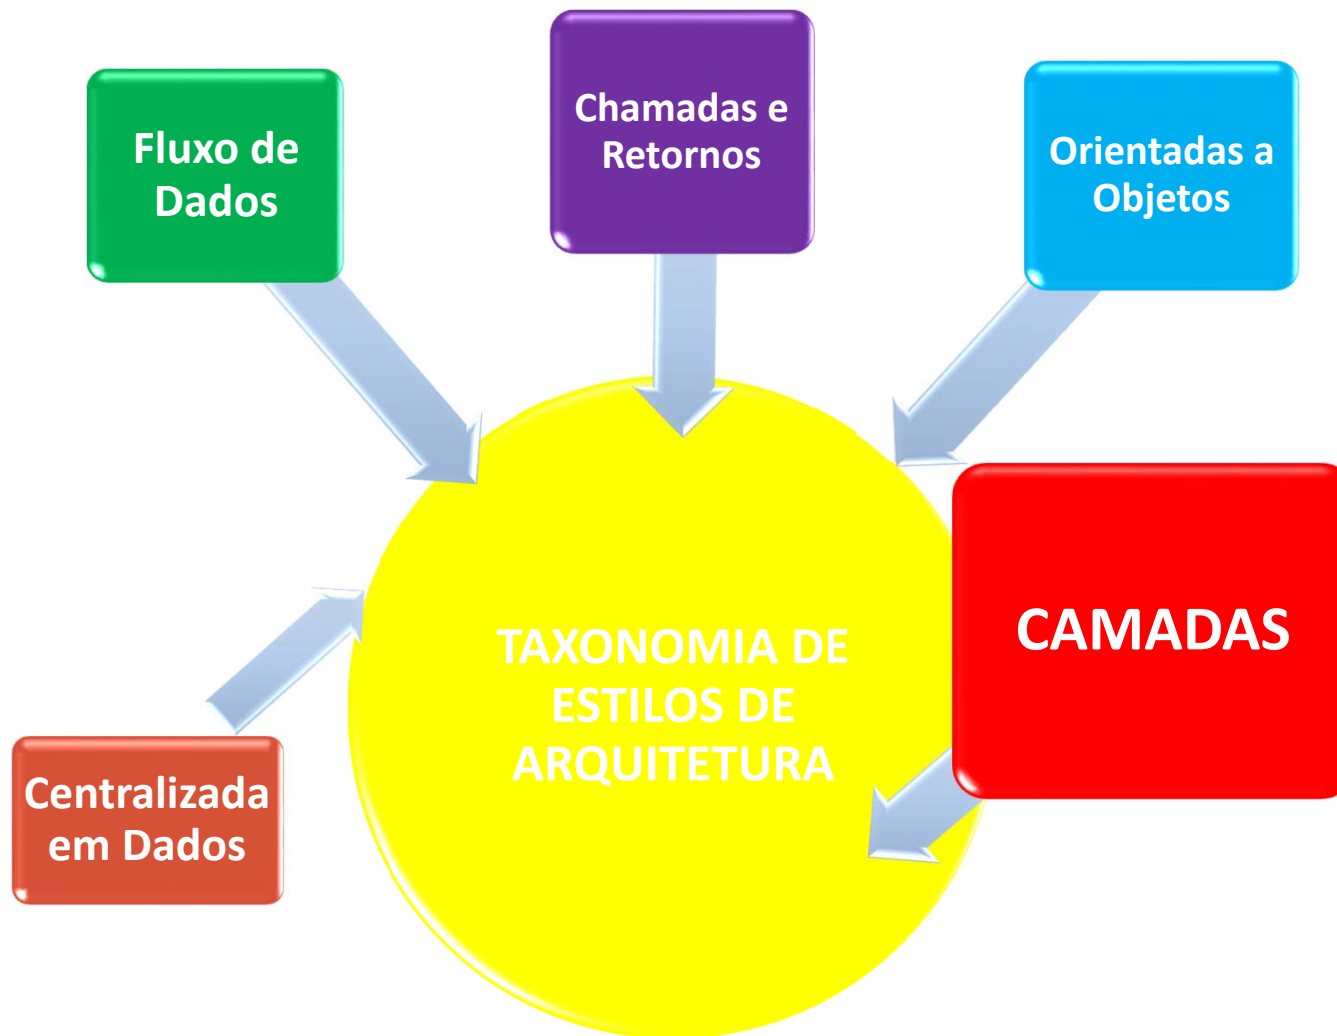 Chamadas e
Retornos
Fluxo de
Dados
Orientadas a
Objetos
CAMADAS
TAXONOMIA DE
ESTILOS DE
ARQUITETURA
Centralizada
em Dados